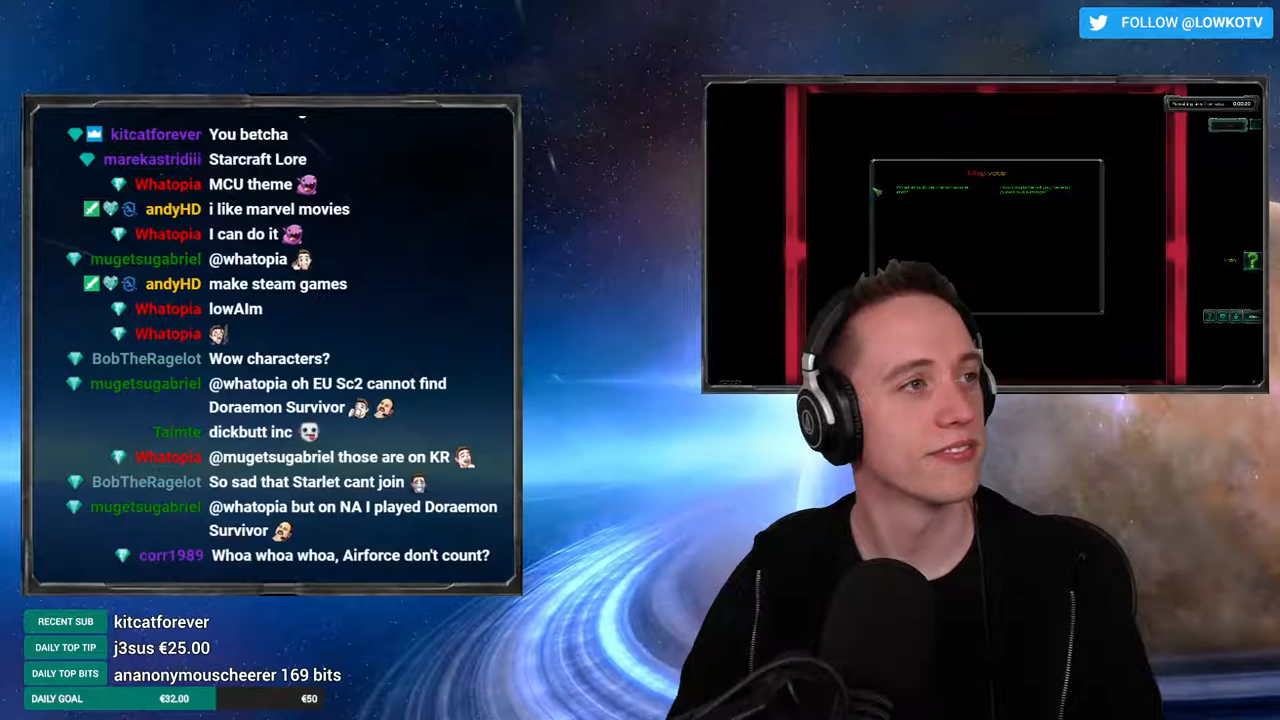 FOLLOW @LOWKOTV
kitcatforever You betcha
marekastridiii Starcraft Lore
Whatopia MCU theme
andyHD i like marvel movies
Whatopia I can do it
mugetsugabriel @whatopia
andyHD make steam games
Whatopia lowAIm
Whatopia
BobTheRagelot Wow characters?
mugetsugabriel @whatopia oh EU Sc2 cannot find
Doraemon Survivor
Taimte dickbutt inc
Whatopia @mugetsugabriel those are on KR
BobTheRagelot So sad that Starlet cant join
mugetsugabriel @whatopia but on NA I played Doraemon
Survivor
corr1989 Whoa whoa whoa, Airforce don't count?
RECENT SUB kitcatforever
DAILY TOP TIP j3sus €25.00
DAILY TOP BITS ananonymouscheerer 169 bits
DAILY GOAL €32.00 €50
Map vote
0:00:20